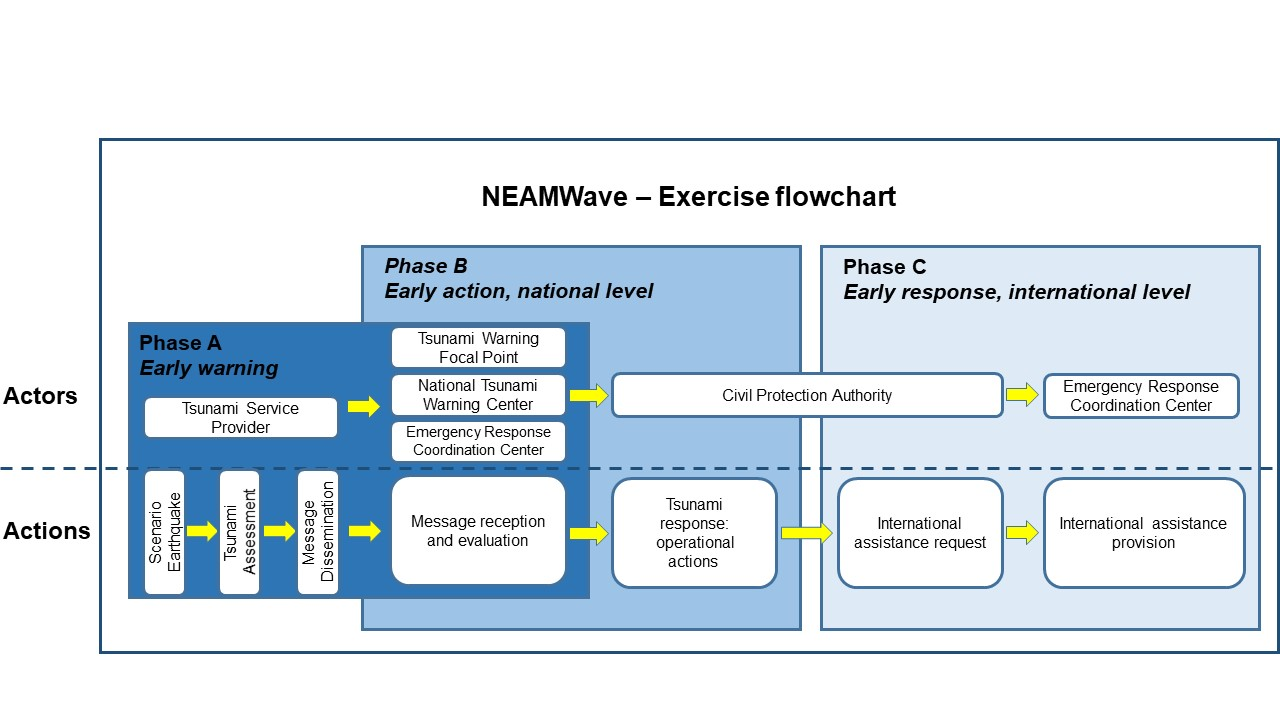 NEAMWave – Exercise flowchart
Phase B
Early action, national level
Phase C
Early response, international level
Phase A
Early warning
Actors
Tsunami Service
Provider
Tsunami Warning
Focal Point
National Tsunami
Warning Center
Emergency Response
Coordination Center
Civil Protection Authority
Emergency Response
Coordination Center
Actions
Scenario
Earthquake
Tsunami
Assessment
Message
Dissemination
Message reception
and evaluation
Tsunami
response:
operational
actions
International
assistance request
International assistance
provision